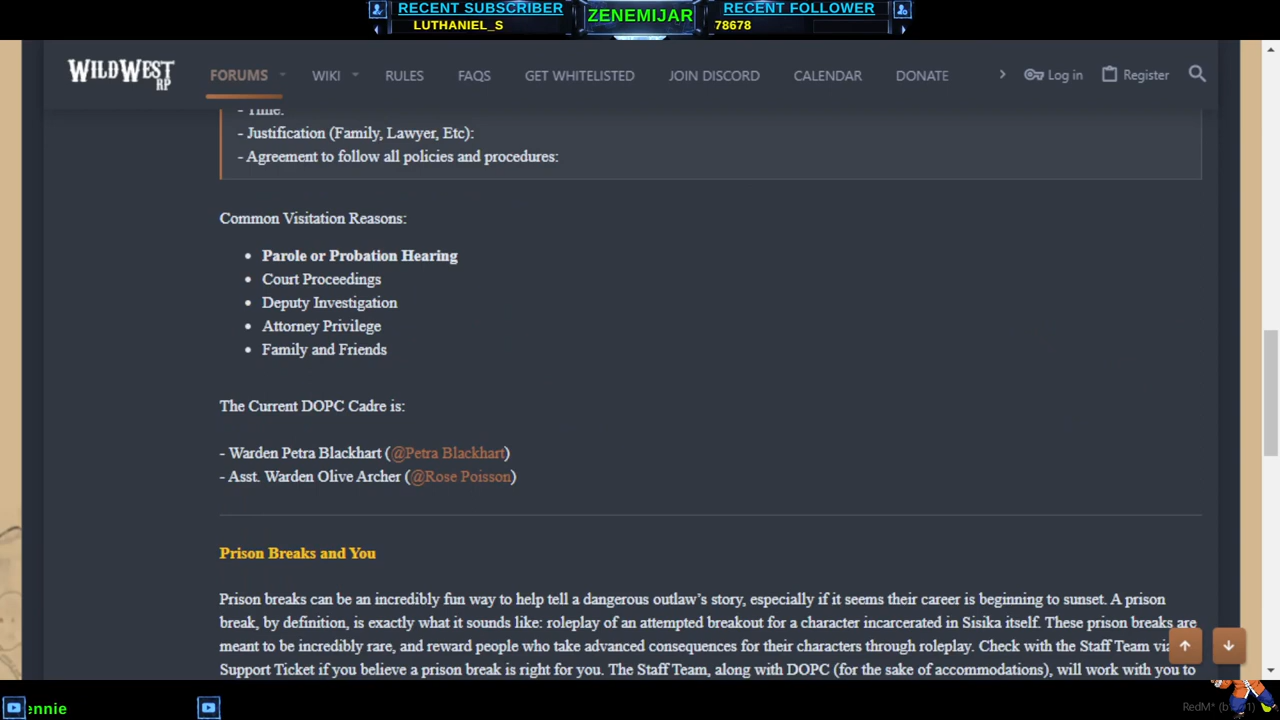 RECENT SUBSCRIBER
LUTHANIEL_S
ZENEMIJAR
RECENT FOLLOWER
78678
WILDWEST RP
FORUMS WIKI RULES FAQS GET WHITELISTED JOIN DISCORD CALENDAR DONATE Log in Register
- Time:
- Justification (Family, Lawyer, Etc):
- Agreement to follow all policies and procedures:
Common Visitation Reasons:
• Parole or Probation Hearing
• Court Proceedings
• Deputy Investigation
• Attorney Privilege
• Family and Friends
The Current DOPC Cadre is:
- Warden Petra Blackhart (@Petra Blackhart)
- Asst. Warden Olive Archer (@Rose Poisson)
Prison Breaks and You
Prison breaks can be an incredibly fun way to help tell a dangerous outlaw's story, especially if it seems their career is beginning to sunset. A prison
break, by definition, is exactly what it sounds like: roleplay of an attempted breakout for a character incarcerated in Sisika itself. These prison breaks are
meant to be incredibly rare, and reward people who take advanced consequences for their characters through roleplay. Check with the Staff Team via
Support Ticket if you believe a prison break is right for you. The Staff Team, along with DOPC (for the sake of accommodations), will work with you to
ennie
RedM*